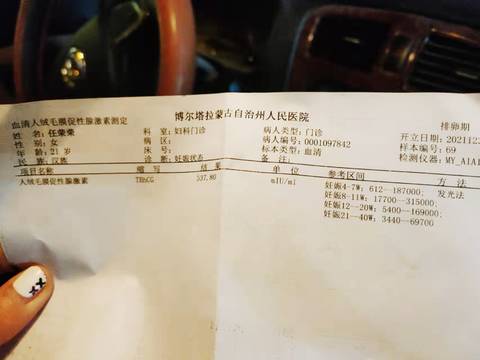 博尔塔拉蒙古自治州人民医院
血清人绒毛膜促性腺激素测定 排卵期
姓 名：任荣荣 科 室：妇科门诊 病人类型：门诊 开立日期：2021123
性 别：女 病 区： 病人编号：0001097842 样本编号：69
年 龄：21 岁 床 号： 标本类型：血清 检测仪器：MY_A1A1
民 族：汉族 诊 断：妊娠状态 备 注：
项目名称 缩 写 结 果 单 位 参考区间 方 法
人绒毛膜促性腺激素 THbCG 537.80 mIU/ml 妊娠4-7W：612—187000； 发光法
妊娠8-11W：17700—315000；
妊娠12—20W：5400—169000；
妊娠21—40W：3440—69700